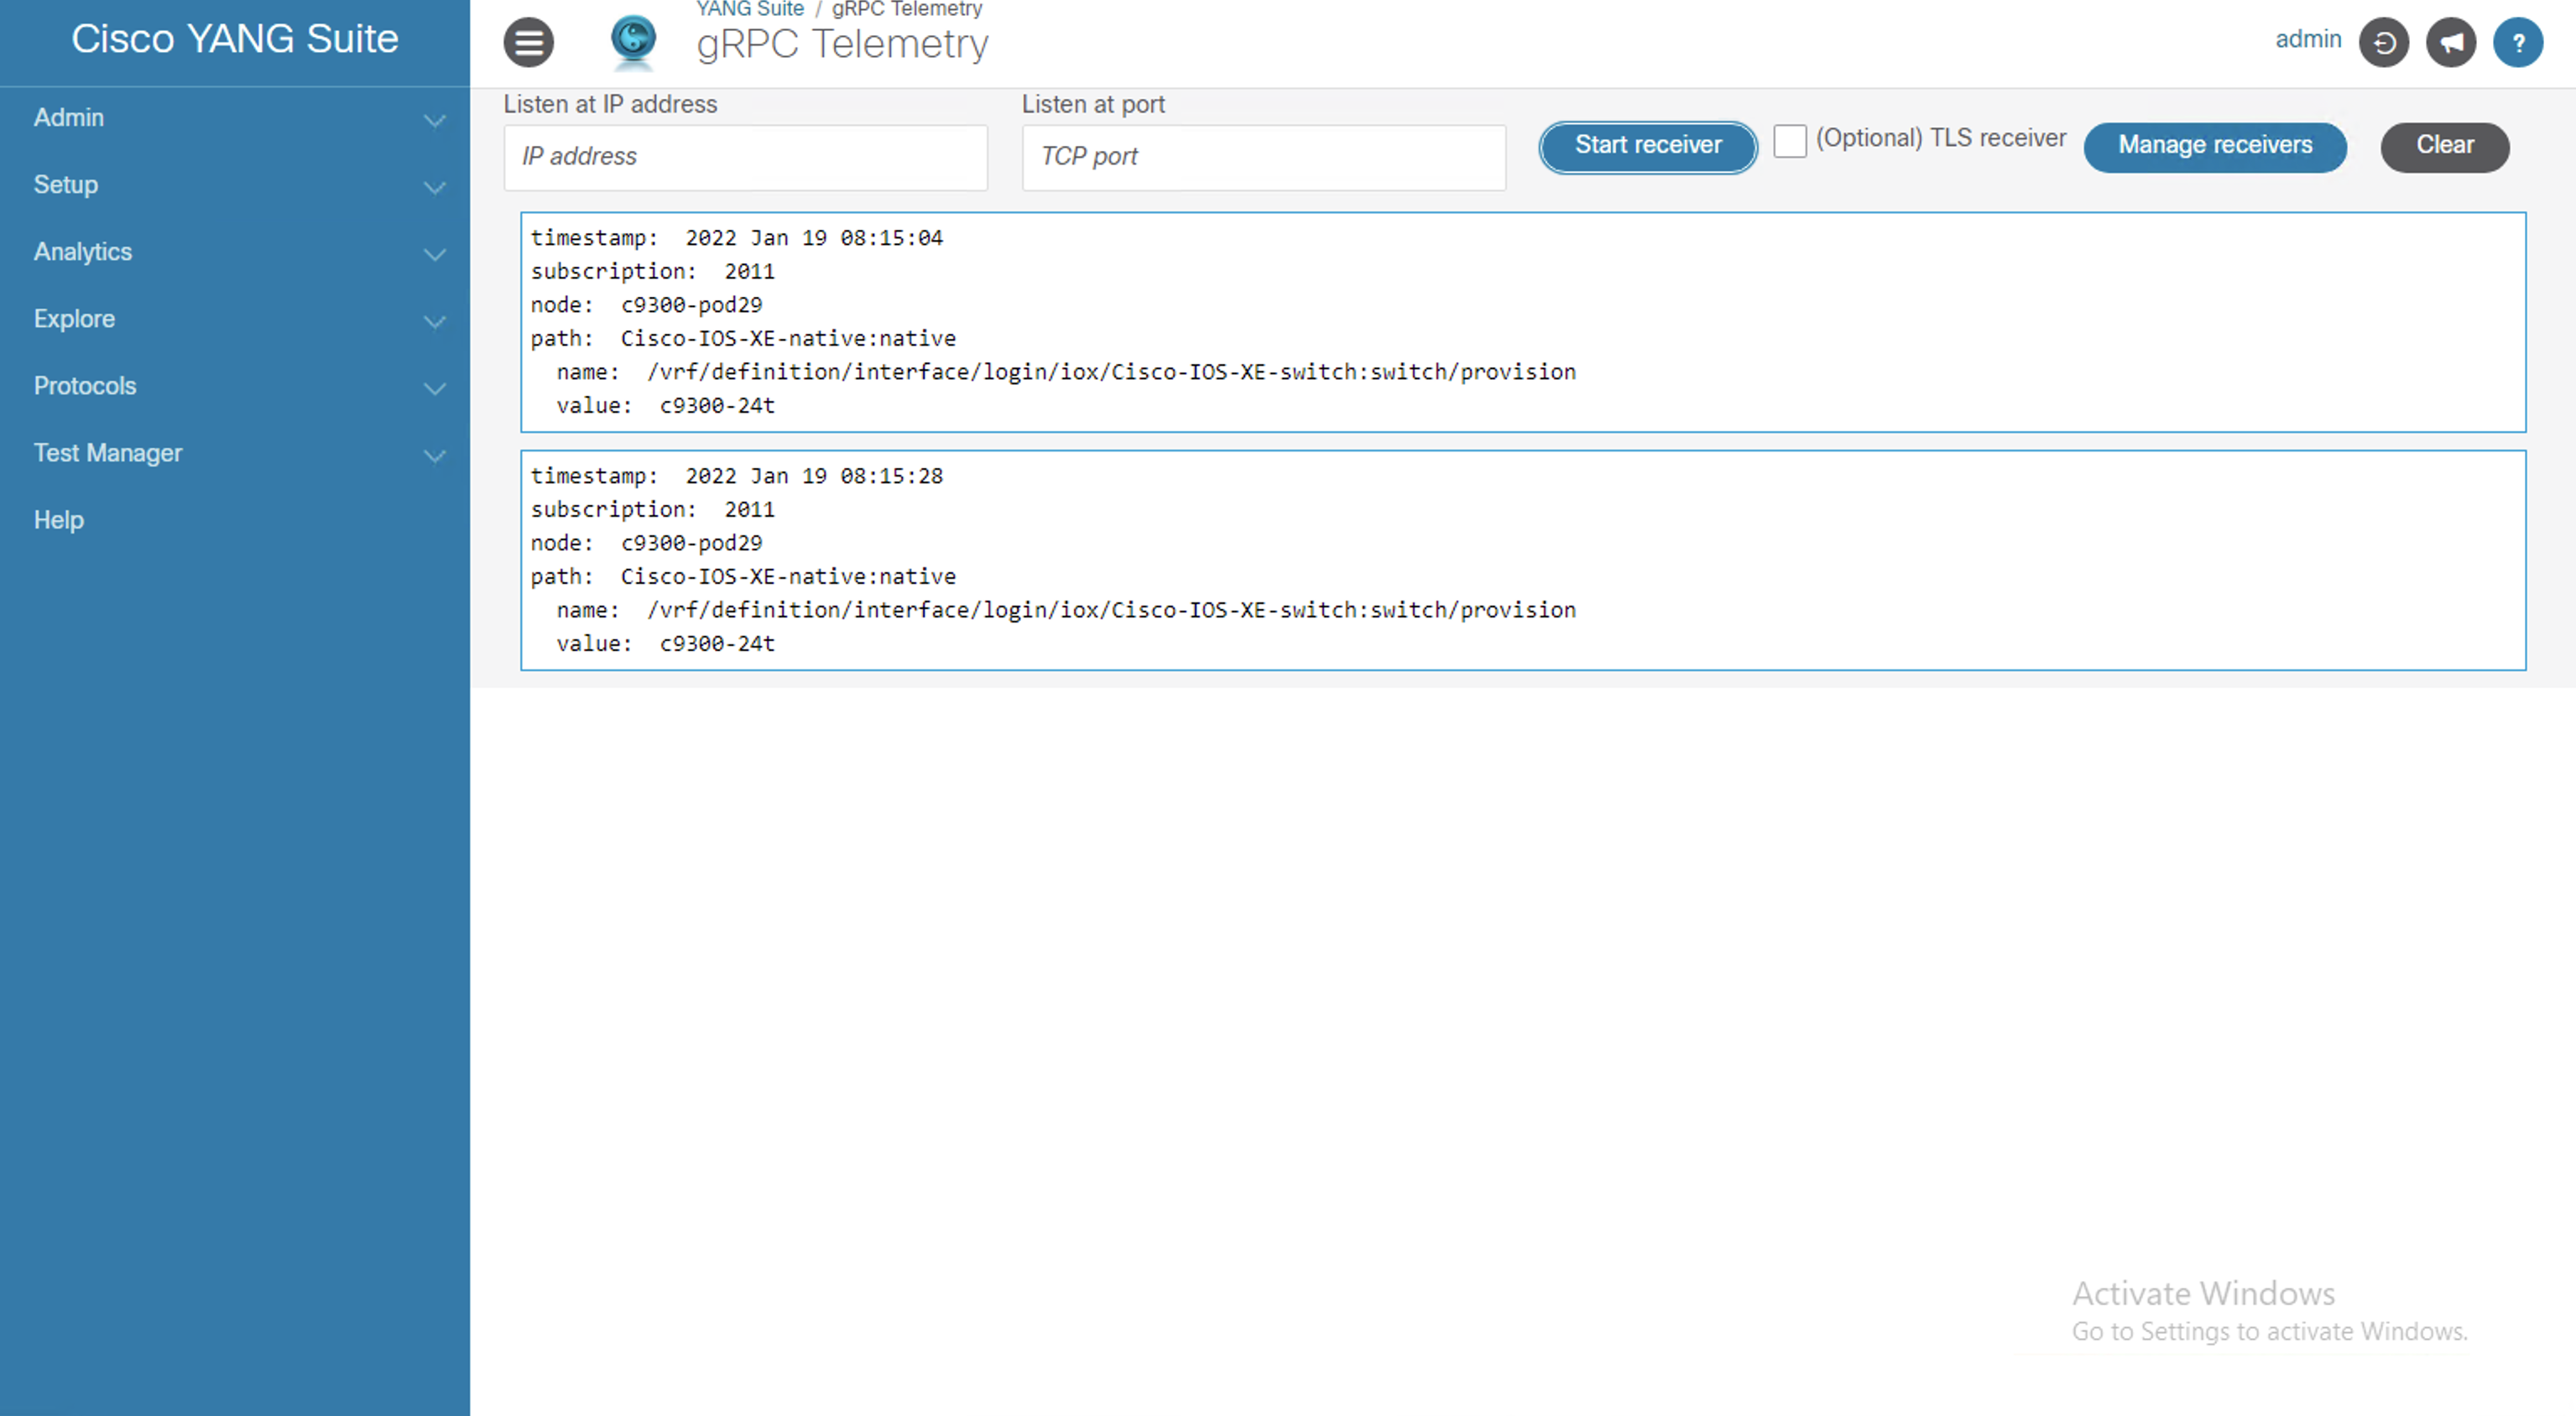 Cisco YANG Suite
Admin
Setup
Analytics
Explore
Protocols
Test Manager
Help
YANG Suite / gRPC Telemetry
gRPC Telemetry
admin
?
Listen at IP address
IP address
Listen at port
TCP port
Start receiver
(Optional) TLS receiver
Manage receivers
Clear
timestamp: 2022 Jan 19 08:15:04
subscription: 2011
node: c9300-pod29
path: Cisco-IOS-XE-native:native
name: /vrf/definition/interface/login/iox/Cisco-IOS-XE-switch:switch/provision
value: c9300-24t
timestamp: 2022 Jan 19 08:15:28
subscription: 2011
node: c9300-pod29
path: Cisco-IOS-XE-native:native
name: /vrf/definition/interface/login/iox/Cisco-IOS-XE-switch:switch/provision
value: c9300-24t
Activate Windows
Go to Settings to activate Windows.